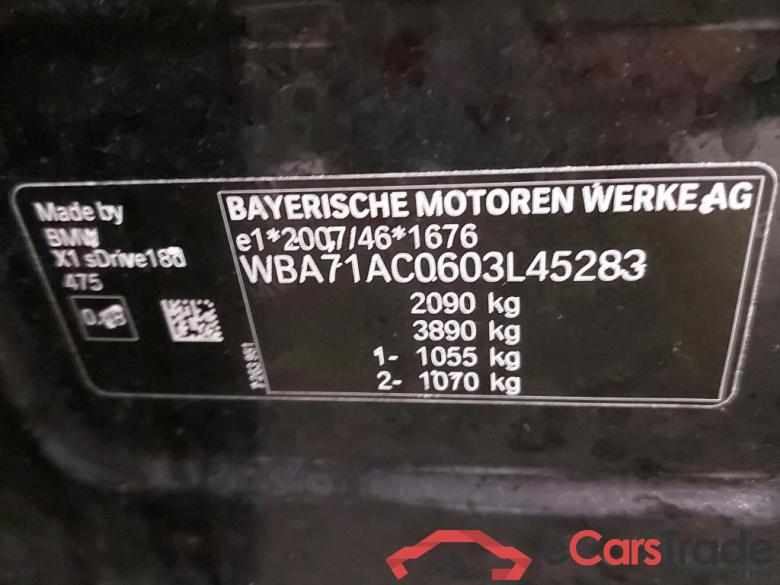 Made by
BMW
X1 sDrive18d
475
BAYERISCHE MOTOREN WERKE AG
e1*2007/46*1676
WBA71AC0603L45283
2090 kg
3890 kg
1- 1055 kg
2- 1070 kg
eCarsTrade